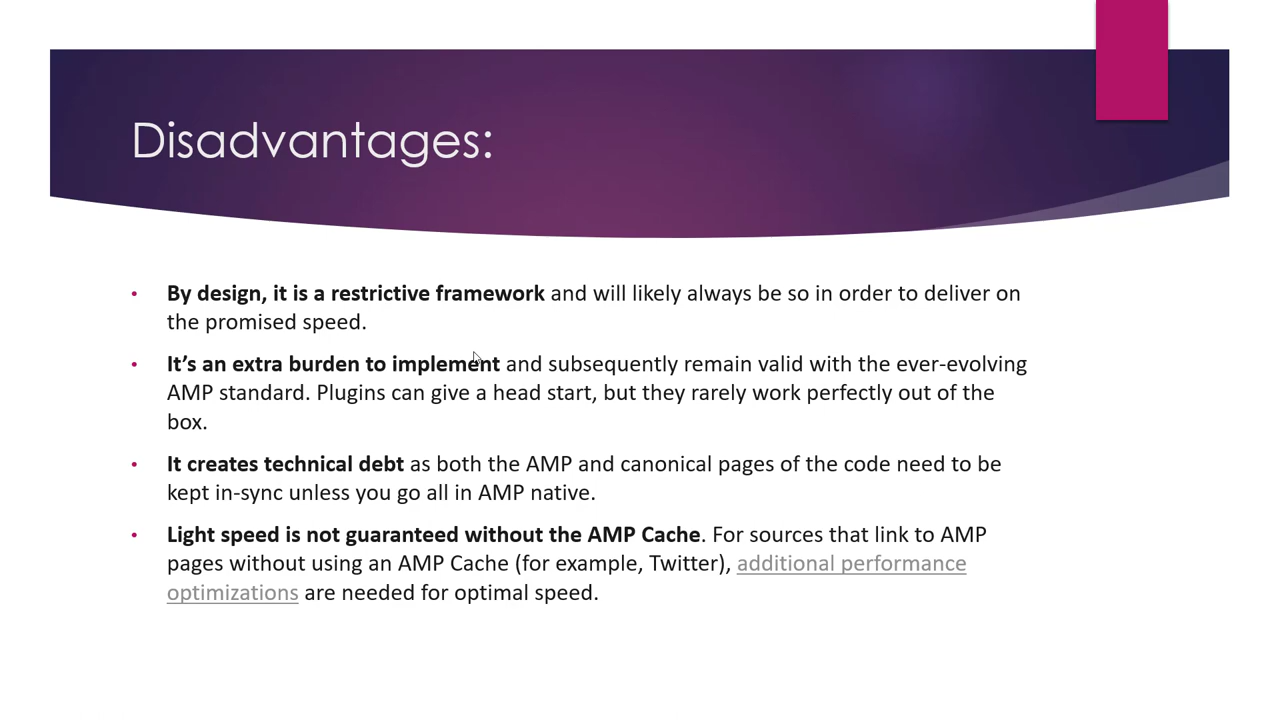 Disadvantages:
• By design, it is a restrictive framework and will likely always be so in order to deliver on
the promised speed.
• It’s an extra burden to implement and subsequently remain valid with the ever-evolving
AMP standard. Plugins can give a head start, but they rarely work perfectly out of the
box.
• It creates technical debt as both the AMP and canonical pages of the code need to be
kept in-sync unless you go all in AMP native.
• Light speed is not guaranteed without the AMP Cache. For sources that link to AMP
pages without using an AMP Cache (for example, Twitter), additional performance
optimizations are needed for optimal speed.